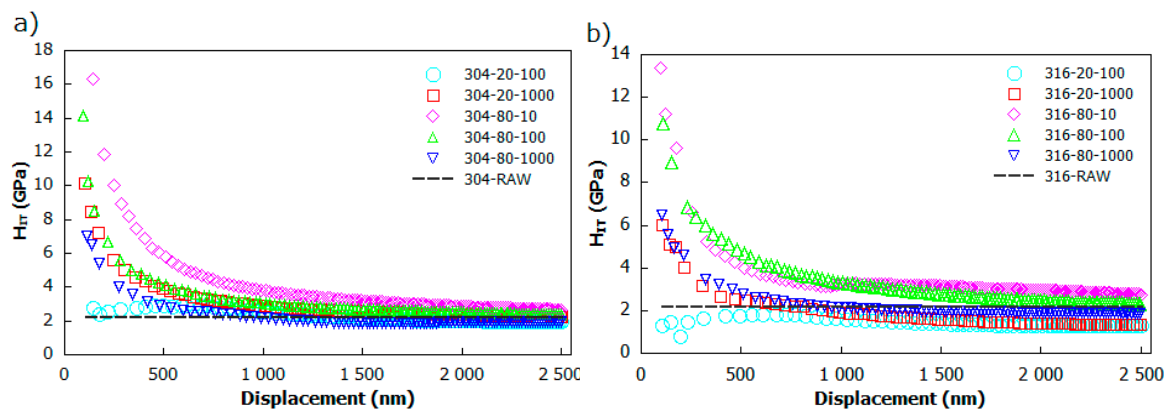 a)
18
16
14
12
10
8
6
4
2
0
H_IT (GPa)
304-20-100
304-20-1000
304-80-10
304-80-100
304-80-1000
304-RAW
0 500 1 000 1 500 2 000 2 500
Displacement (nm)
b)
14
12
10
8
6
4
2
0
H_IT (GPa)
316-20-100
316-20-1000
316-80-10
316-80-100
316-80-1000
316-RAW
0 500 1 000 1 500 2 000 2 500
Displacement (nm)